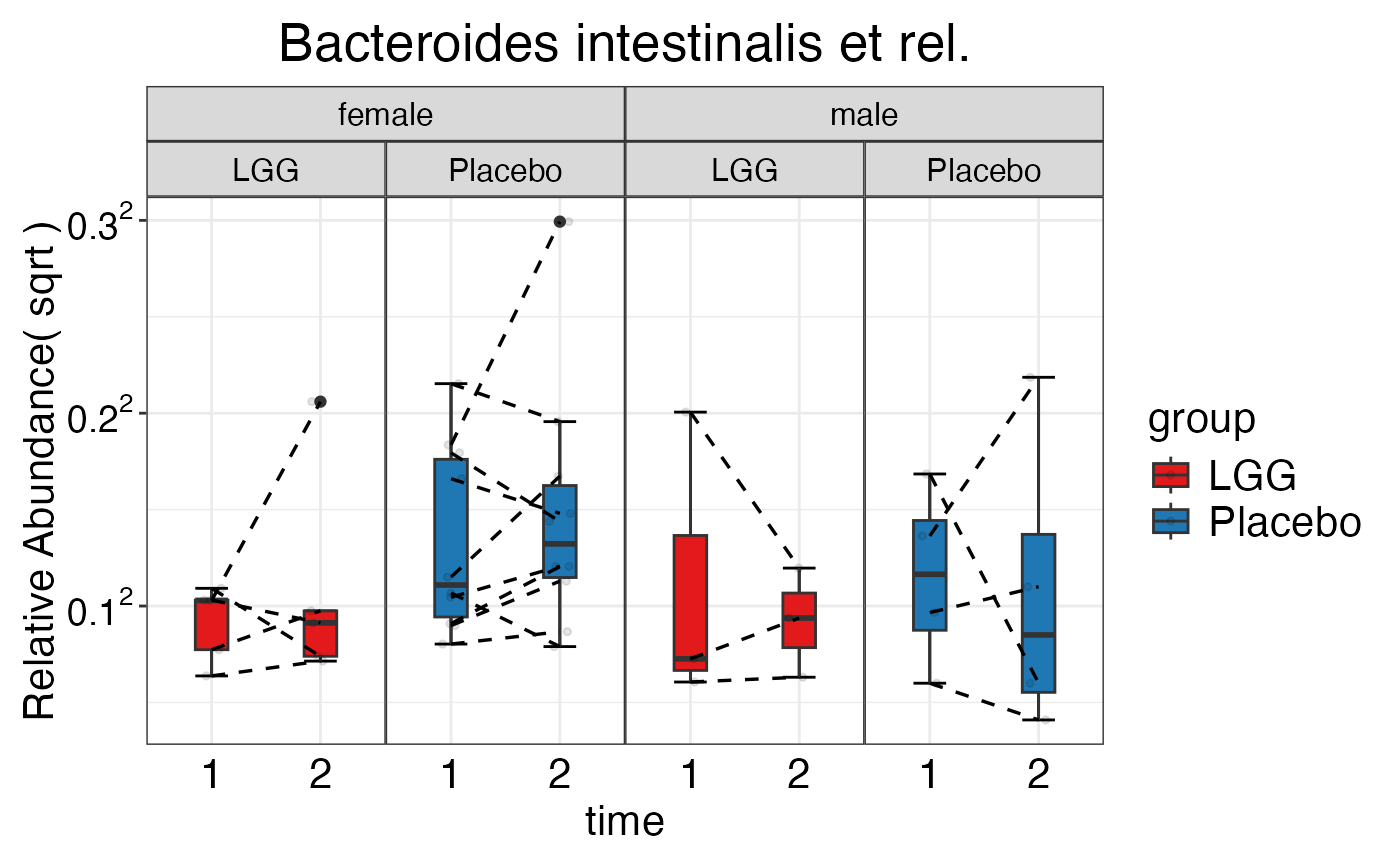 Bacteroides intestinalis et rel.
female male
LGG Placebo LGG Placebo
Relative Abundance( sqrt )
0.3²
0.2²
0.1²
1 2 1 2 1 2 1 2
time
group
LGG
Placebo